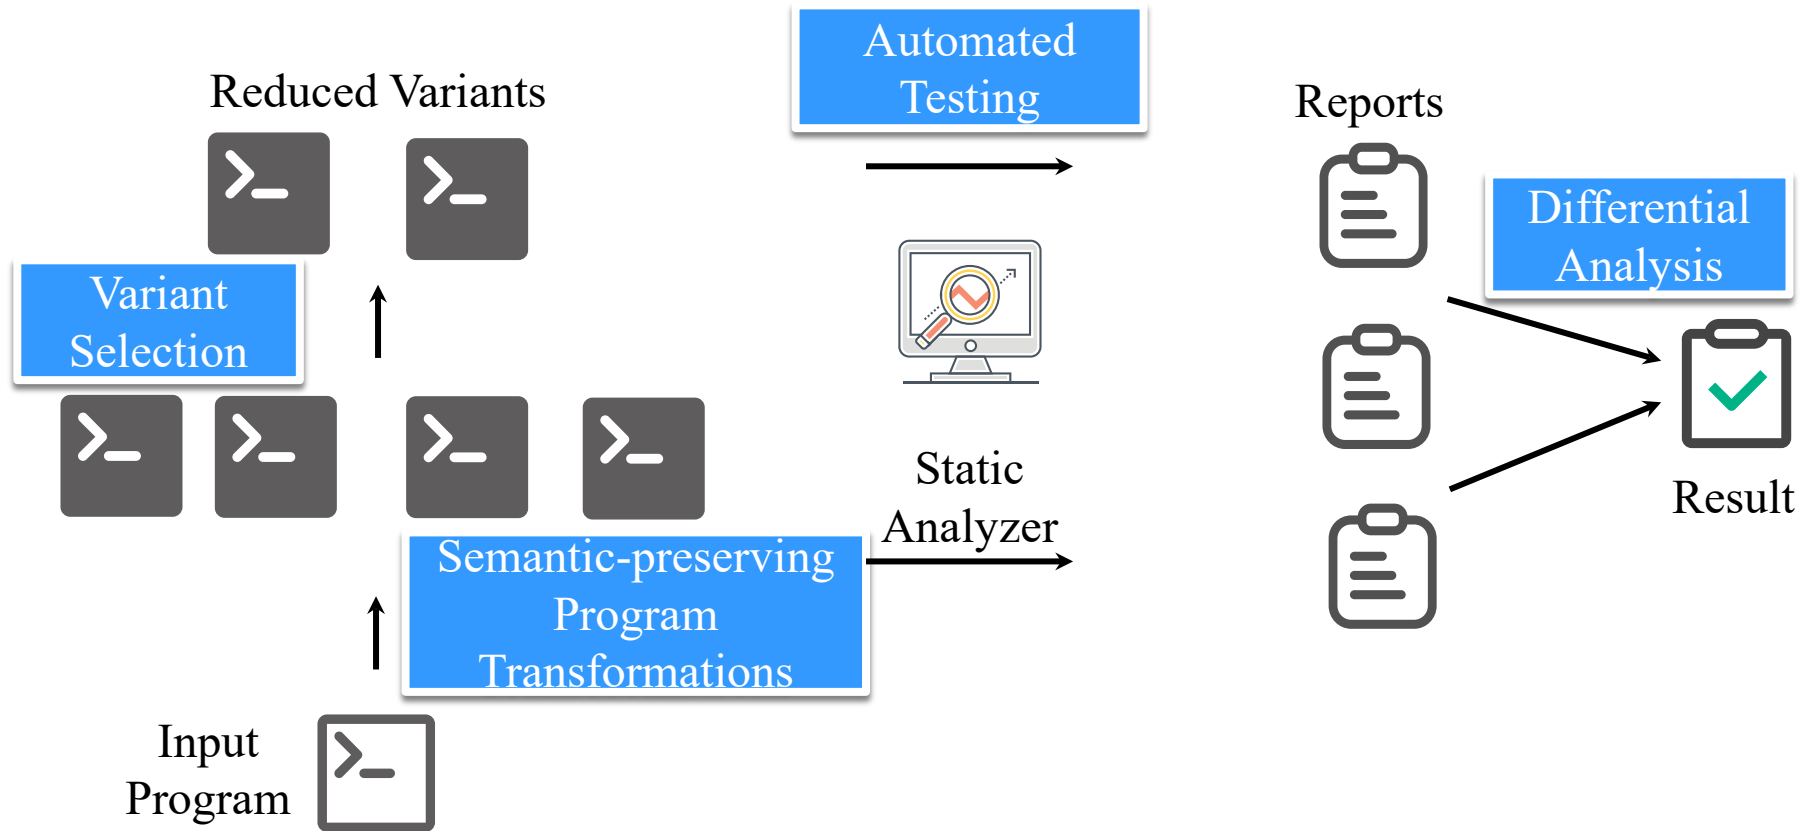 Reduced Variants
Variant
Selection
Semantic-preserving
Program
Transformations
Input
Program
Automated
Testing
Static
Analyzer
Reports
Differential
Analysis
Result